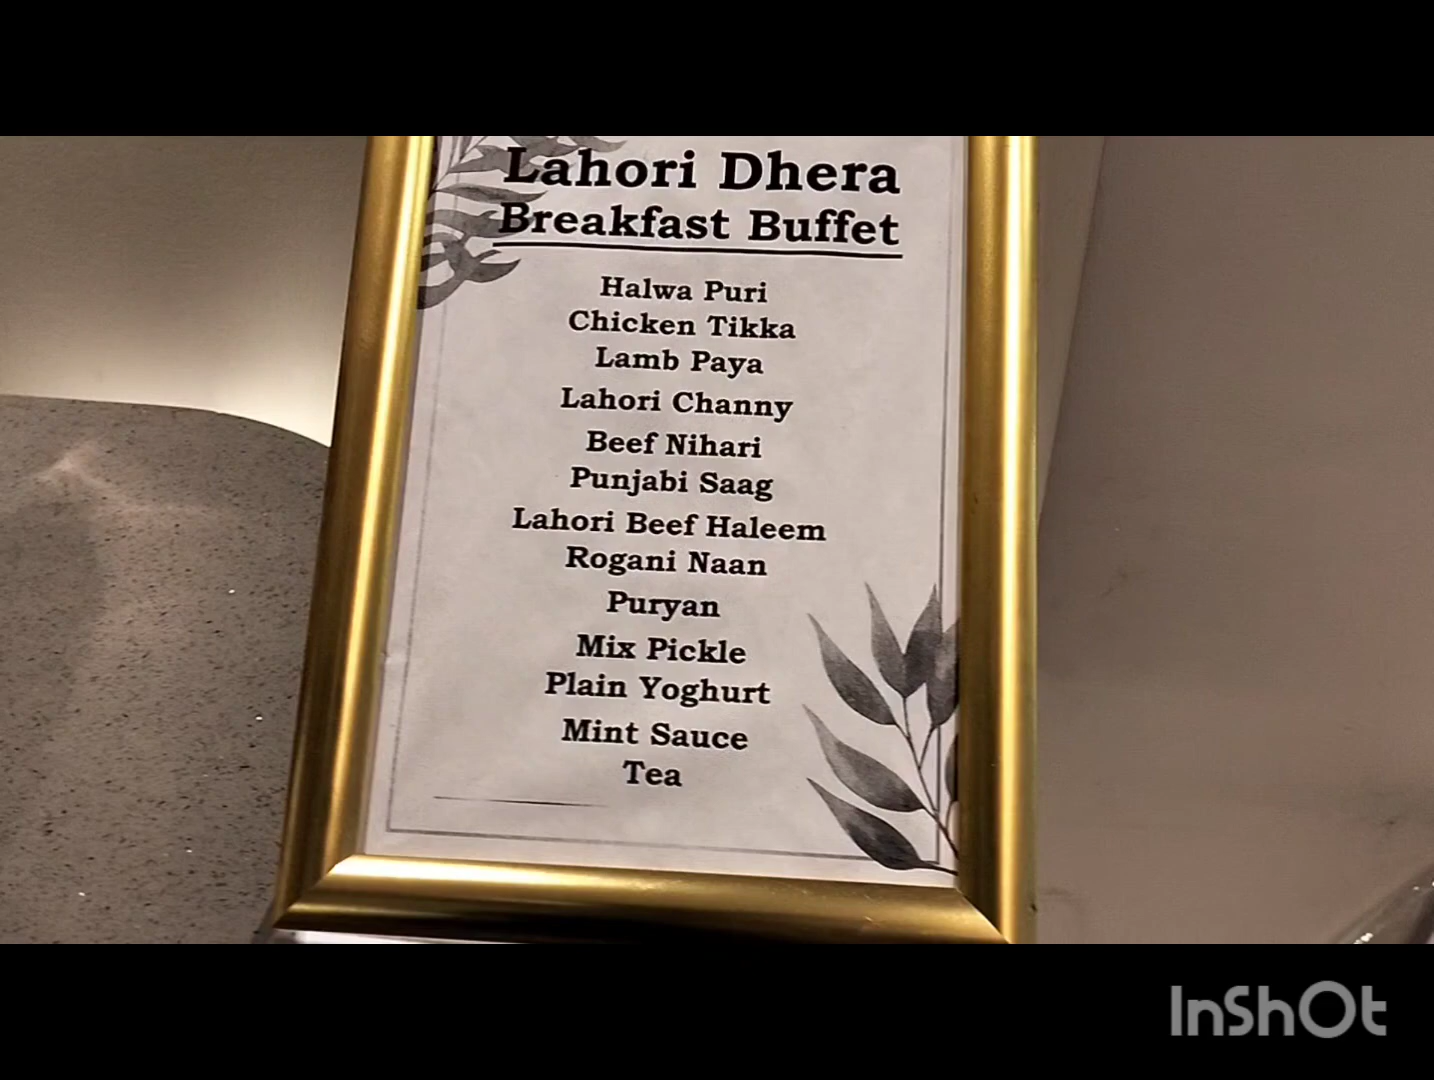 Lahori Dhera
Breakfast Buffet
Halwa Puri
Chicken Tikka
Lamb Paya
Lahori Channy
Beef Nihari
Punjabi Saag
Lahori Beef Haleem
Rogani Naan
Puryan
Mix Pickle
Plain Yoghurt
Mint Sauce
Tea
InShOt